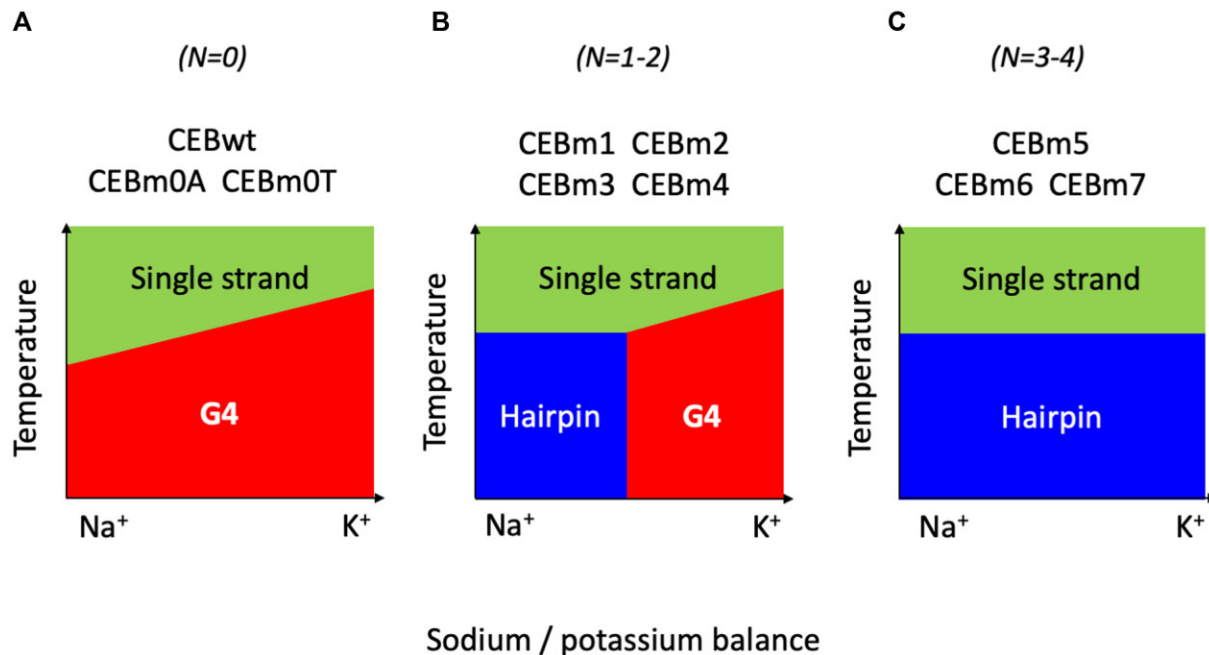 A
(N=0)
CEBwt
CEBm0A CEBm0T
Temperature
Single strand
G4
Na⁺
K⁺
B
(N=1-2)
CEBm1 CEBm2
CEBm3 CEBm4
Temperature
Single strand
Hairpin
G4
Na⁺
K⁺
C
(N=3-4)
CEBm5
CEBm6 CEBm7
Temperature
Single strand
Hairpin
Na⁺
K⁺
Sodium / potassium balance